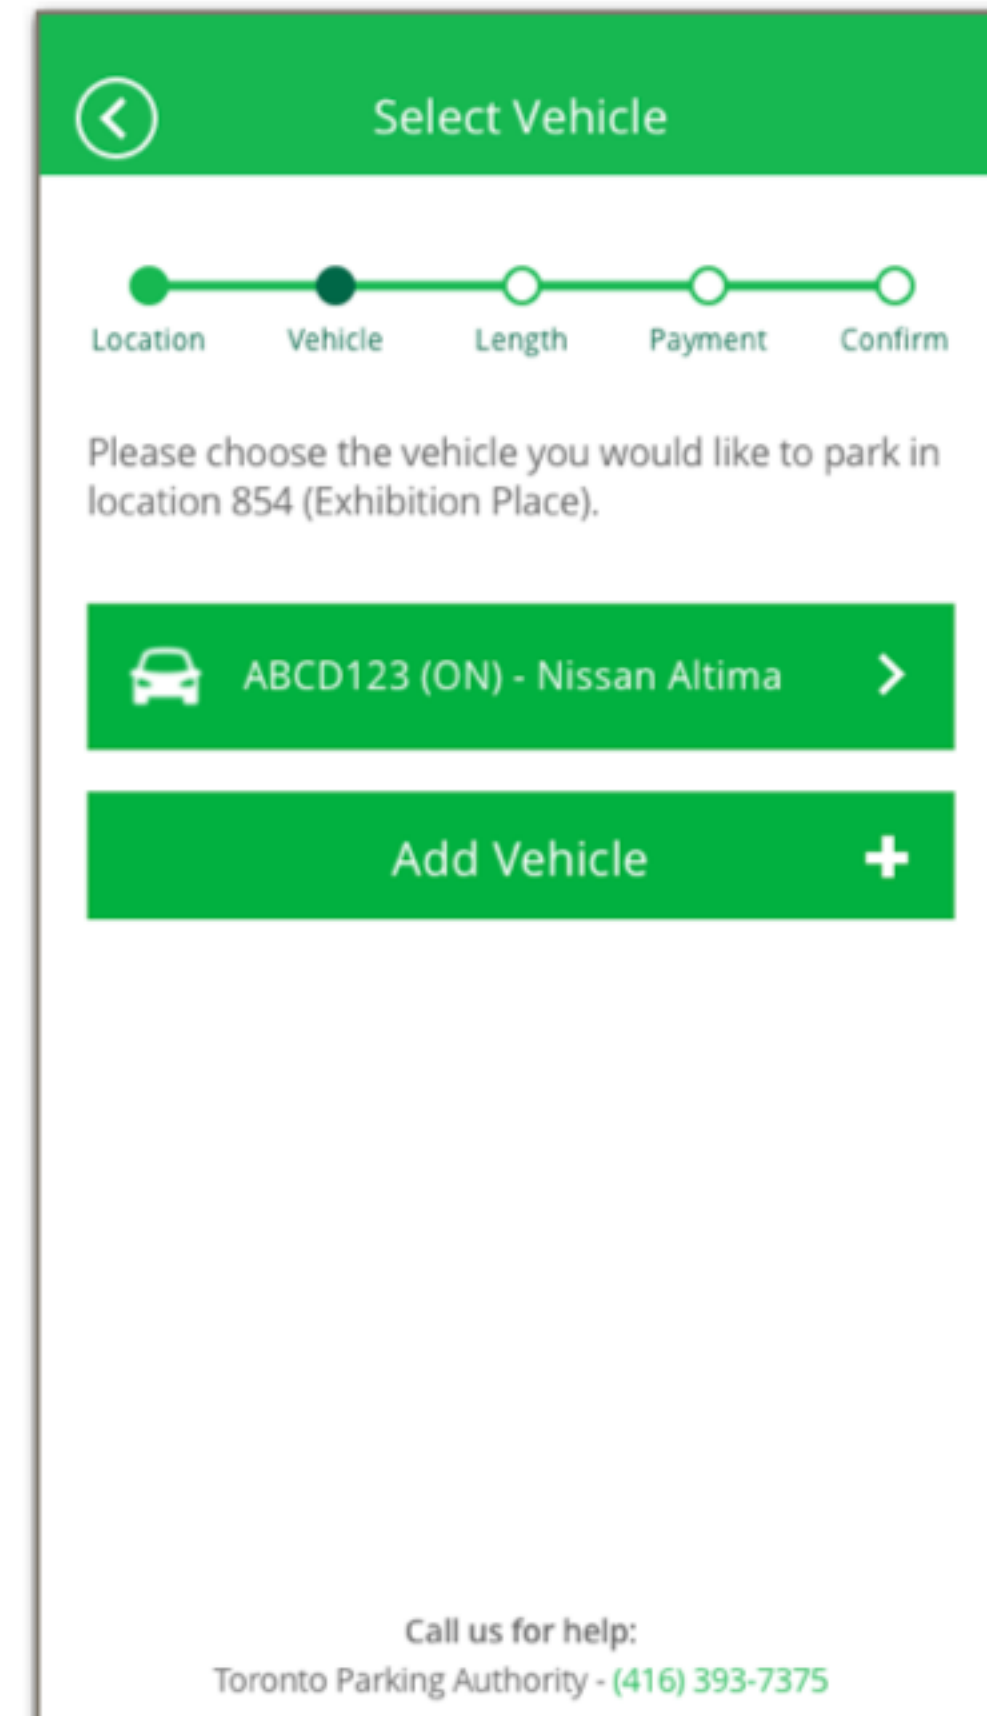 Select Vehicle
Location Vehicle Length Payment Confirm
Please choose the vehicle you would like to park in
location 854 (Exhibition Place).
ABCD123 (ON) - Nissan Altima
Add Vehicle
Call us for help:
Toronto Parking Authority - (416) 393-7375